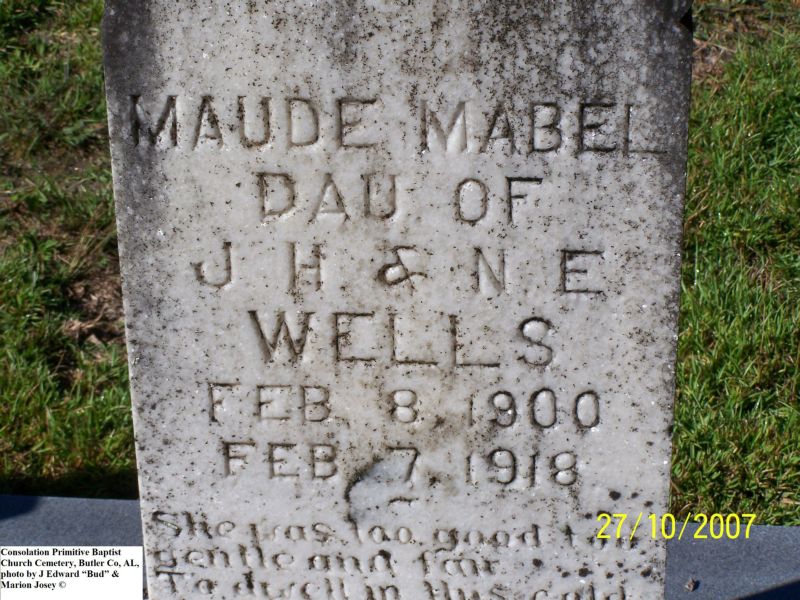 MAUDE MABEL
DAU OF
J H & N E
WELLS
FEB. 8, 1900
FEB. 7, 1918
She was too good
gentle and fair
To dwell in this cold
27/10/2007
Consolation Primitive Baptist
Church Cemetery, Butler Co, AL,
photo by J Edward “Bud” &
Marion Josey ©